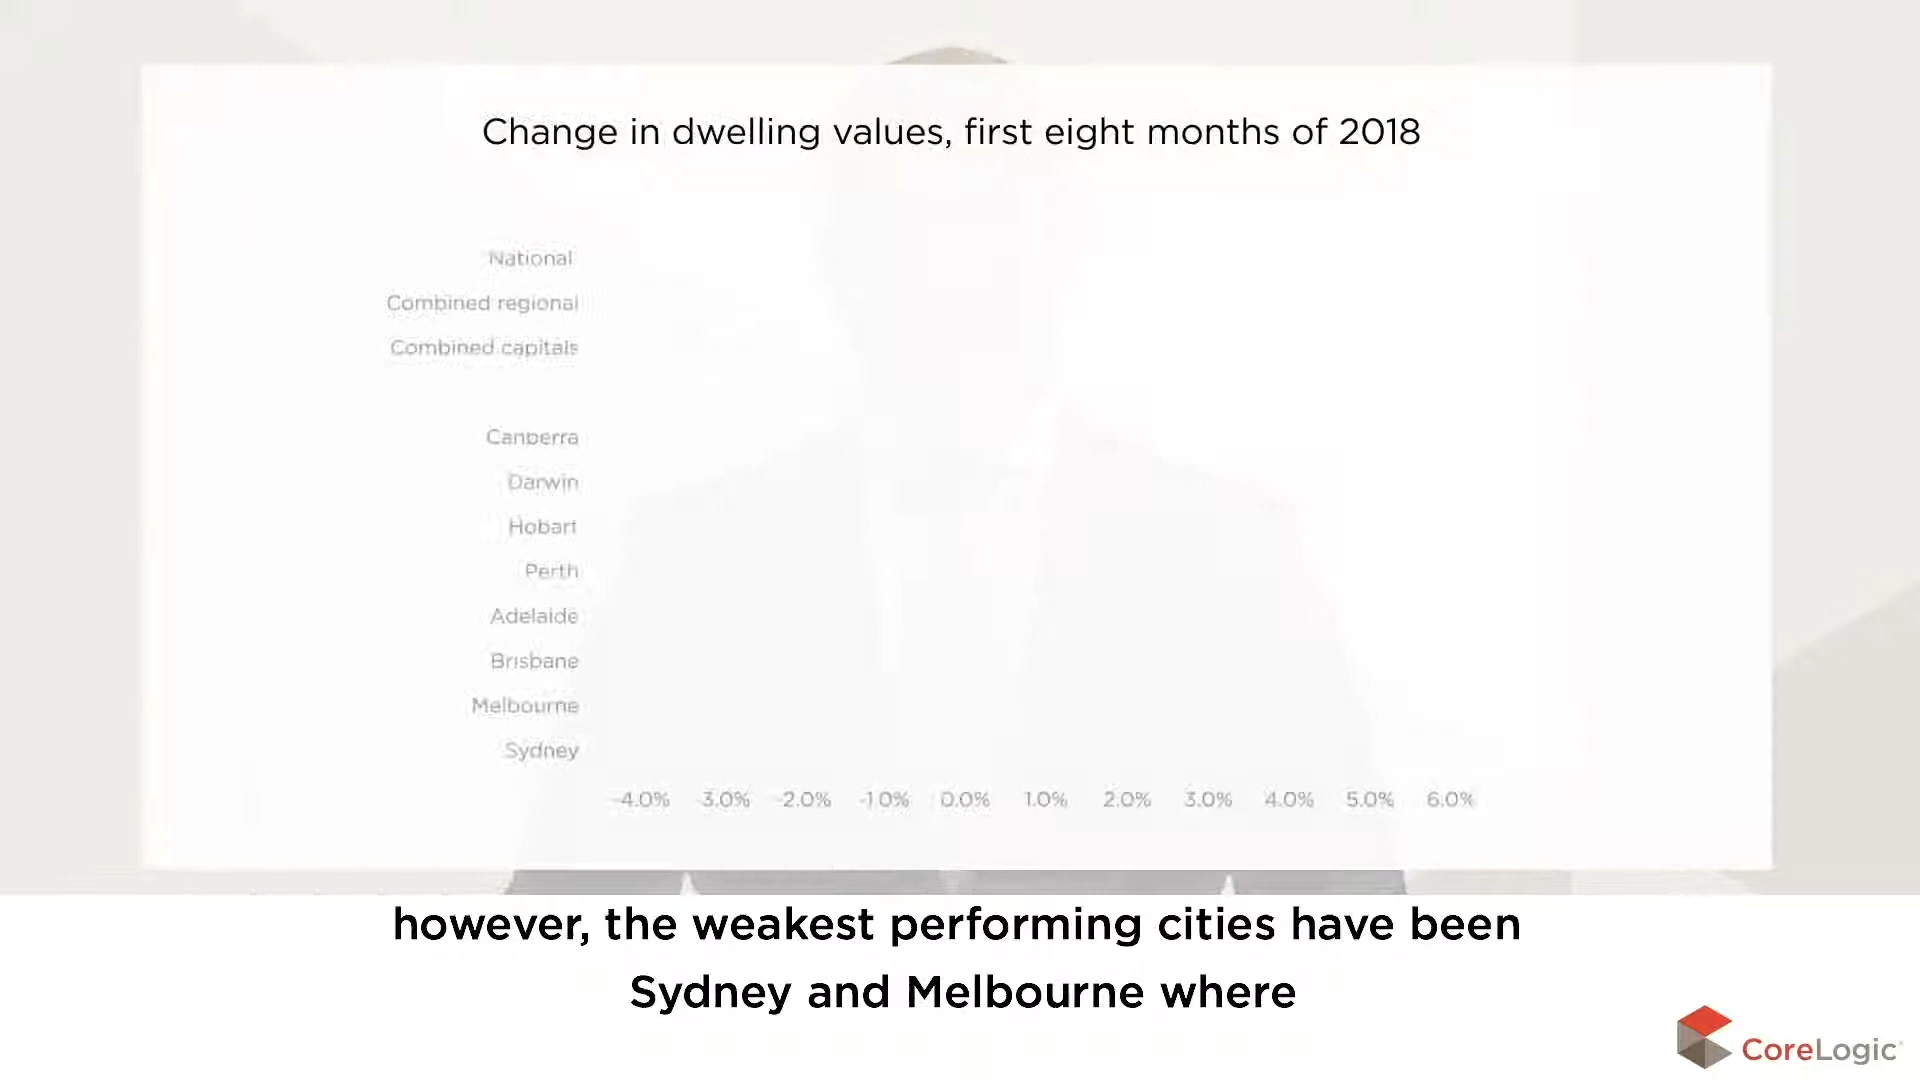 Change in dwelling values, first eight months of 2018
National
Combined regional
Combined capitals
Canberra
Darwin
Hobart
Perth
Adelaide
Brisbane
Melbourne
Sydney
-4.0% -3.0% -2.0% -1.0% 0.0% 1.0% 2.0% 3.0% 4.0% 5.0% 6.0%
however, the weakest performing cities have been
Sydney and Melbourne where
CoreLogic